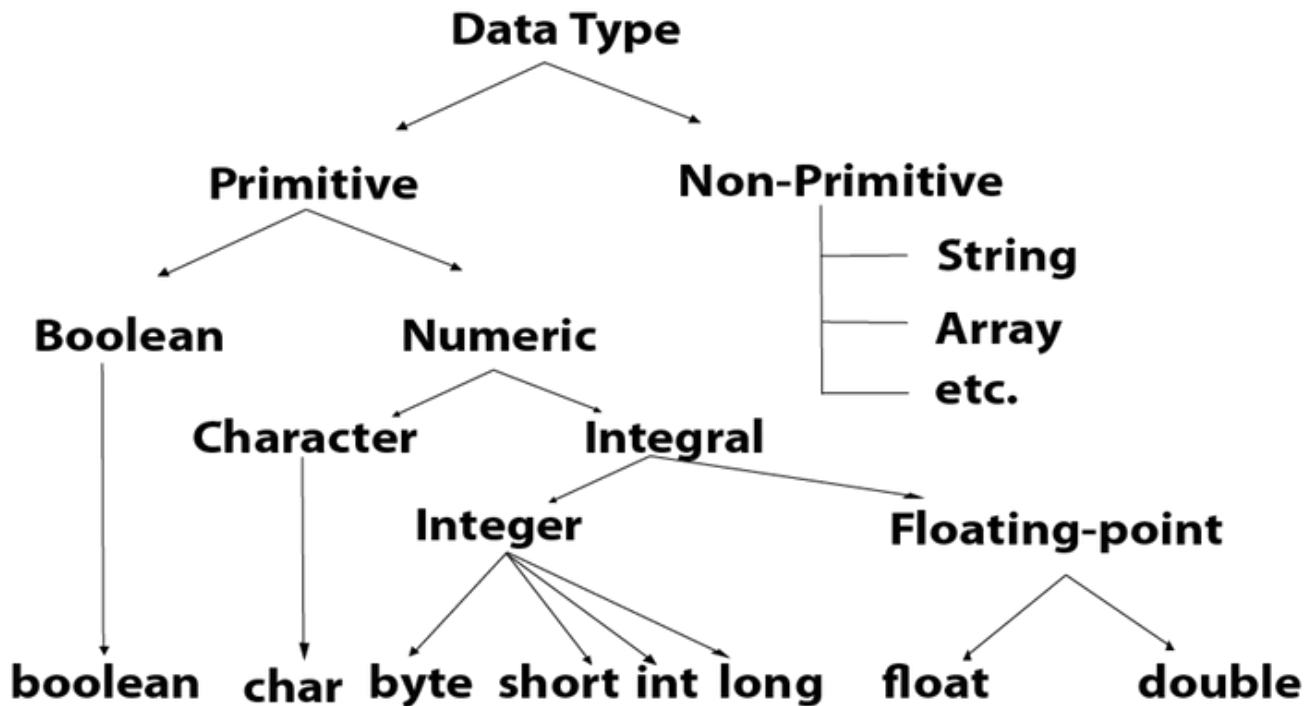 Data Type
Primitive
Non-Primitive
String
Array
etc.
Boolean
Numeric
Character
Integral
Integer
Floating-point
boolean
char
byte
short
int
long
float
double